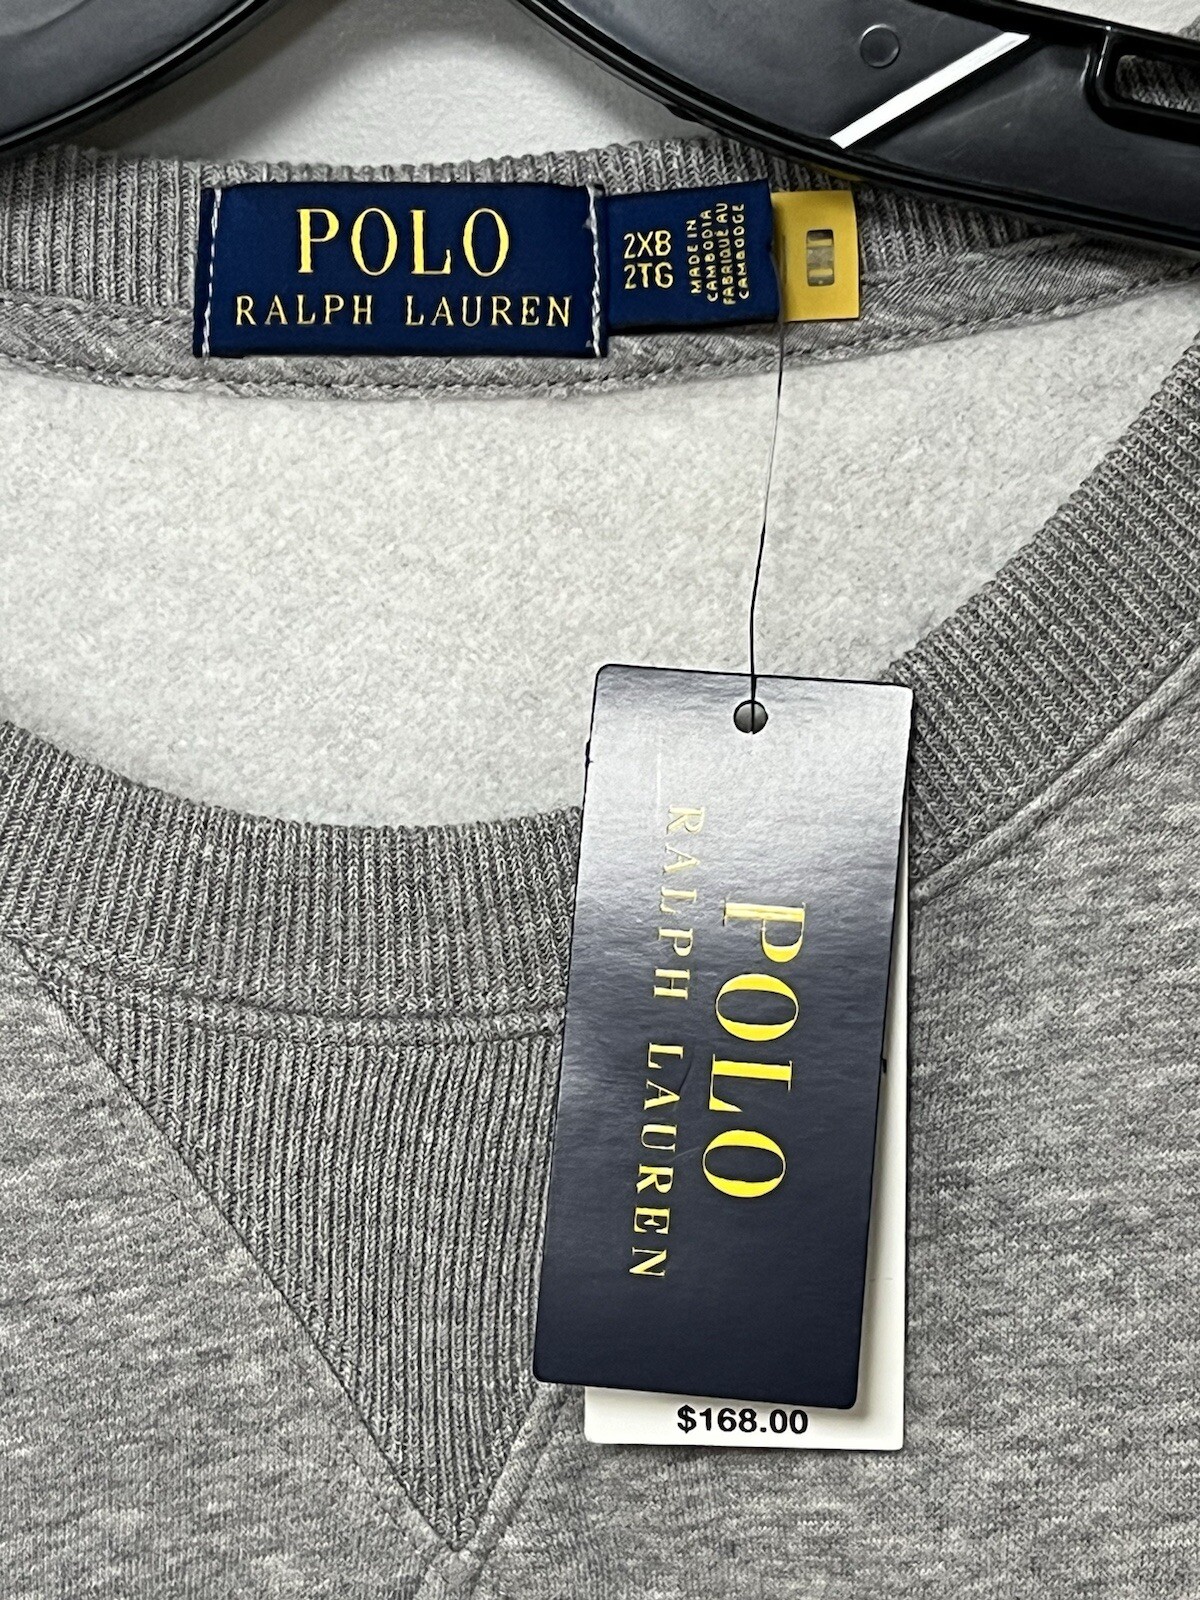 POLO
RALPH LAUREN
2XB
2TG
MADE IN
CAMBODIA
FABRIQUÉ AU
CAMBODGE
POLO
RALPH LAUREN
$168.00